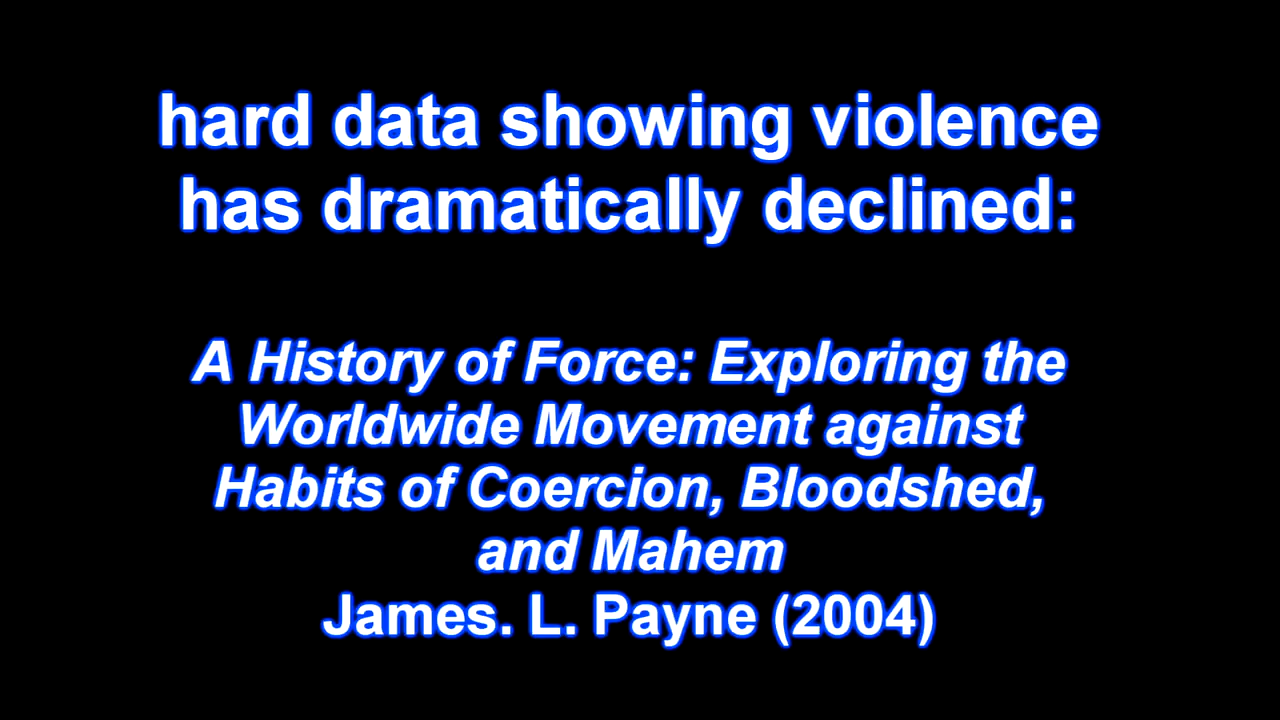 hard data showing violence
has dramatically declined:
A History of Force: Exploring the
Worldwide Movement against
Habits of Coercion, Bloodshed,
and Mahem
James. L. Payne (2004)